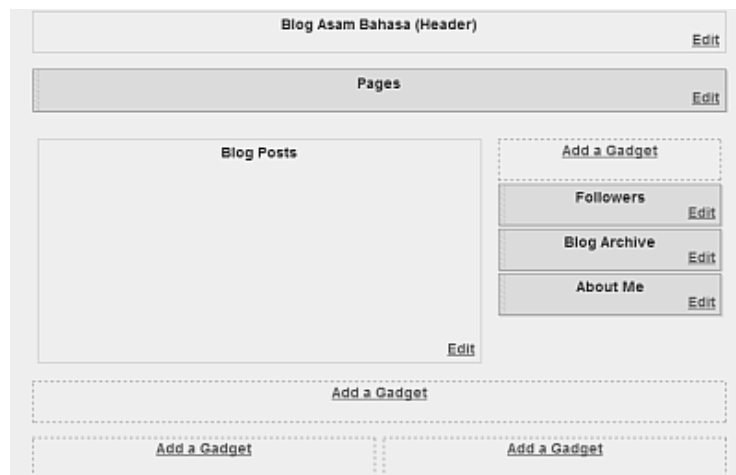 Blog Asam Bahasa (Header)
Edit
Pages
Edit
Blog Posts
Edit
Add a Gadget
Followers
Edit
Blog Archive
Edit
About Me
Edit
Add a Gadget
Add a Gadget
Add a Gadget